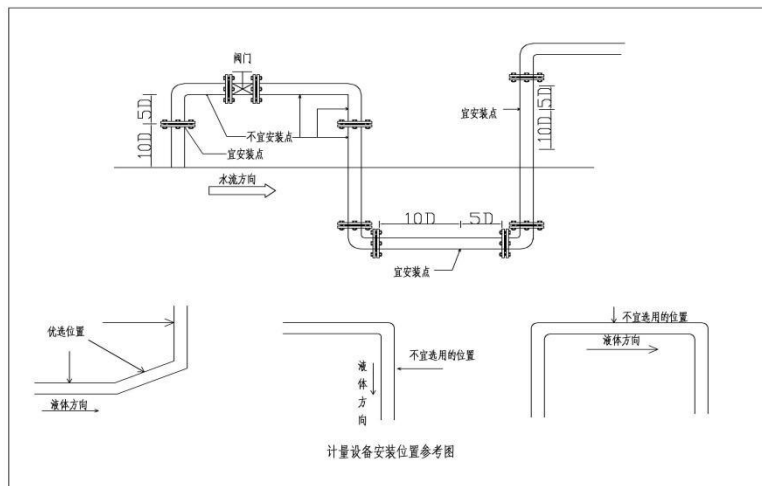 阀门
5D
10D
不宜安装点
宜安装点
水流方向
宜安装点
5D
10D
10D
5D
宜安装点
优选位置
液体方向
不宜选用的位置
液体方向
不宜选用的位置
液体方向
计量设备安装位置参考图